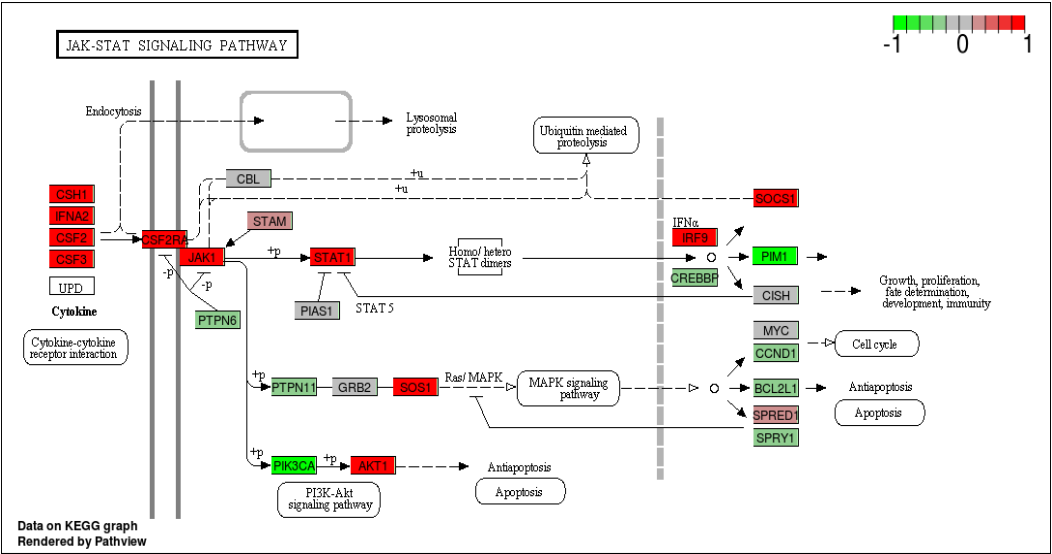 JAK-STAT SIGNALING PATHWAY
-1 0 1
Endocytosis
Lysosomal
proteolysis
Ubiquitin mediated
proteolysis
CBL
+u
+u
CSH1
IFNA2
CSF2
CSF3
UPD
Cytokine
Cytokine-cytokine
receptor interaction
CSF2RA
JAK1
STAM
-p
-p
PTPN6
+p
STAT1
PIAS1
STAT 5
Homo/hetero
STAT dimers
SOCS1
IFNα
IRF9
CREBBP
PIM1
CISH
Growth, proliferation,
fate determination,
development, immunity
MYC
CCND1
Cell cycle
+p
PTPN11
GRB2
SOS1
Ras/MAPK
MAPK signaling
pathway
BCL2L1
Antiapoptosis
Apoptosis
SPRED1
SPRY1
+p
PIK3CA
+p
AKT1
Antiapoptosis
Apoptosis
PI3K-Akt
signaling pathway
Data on KEGG graph
Rendered by Pathview